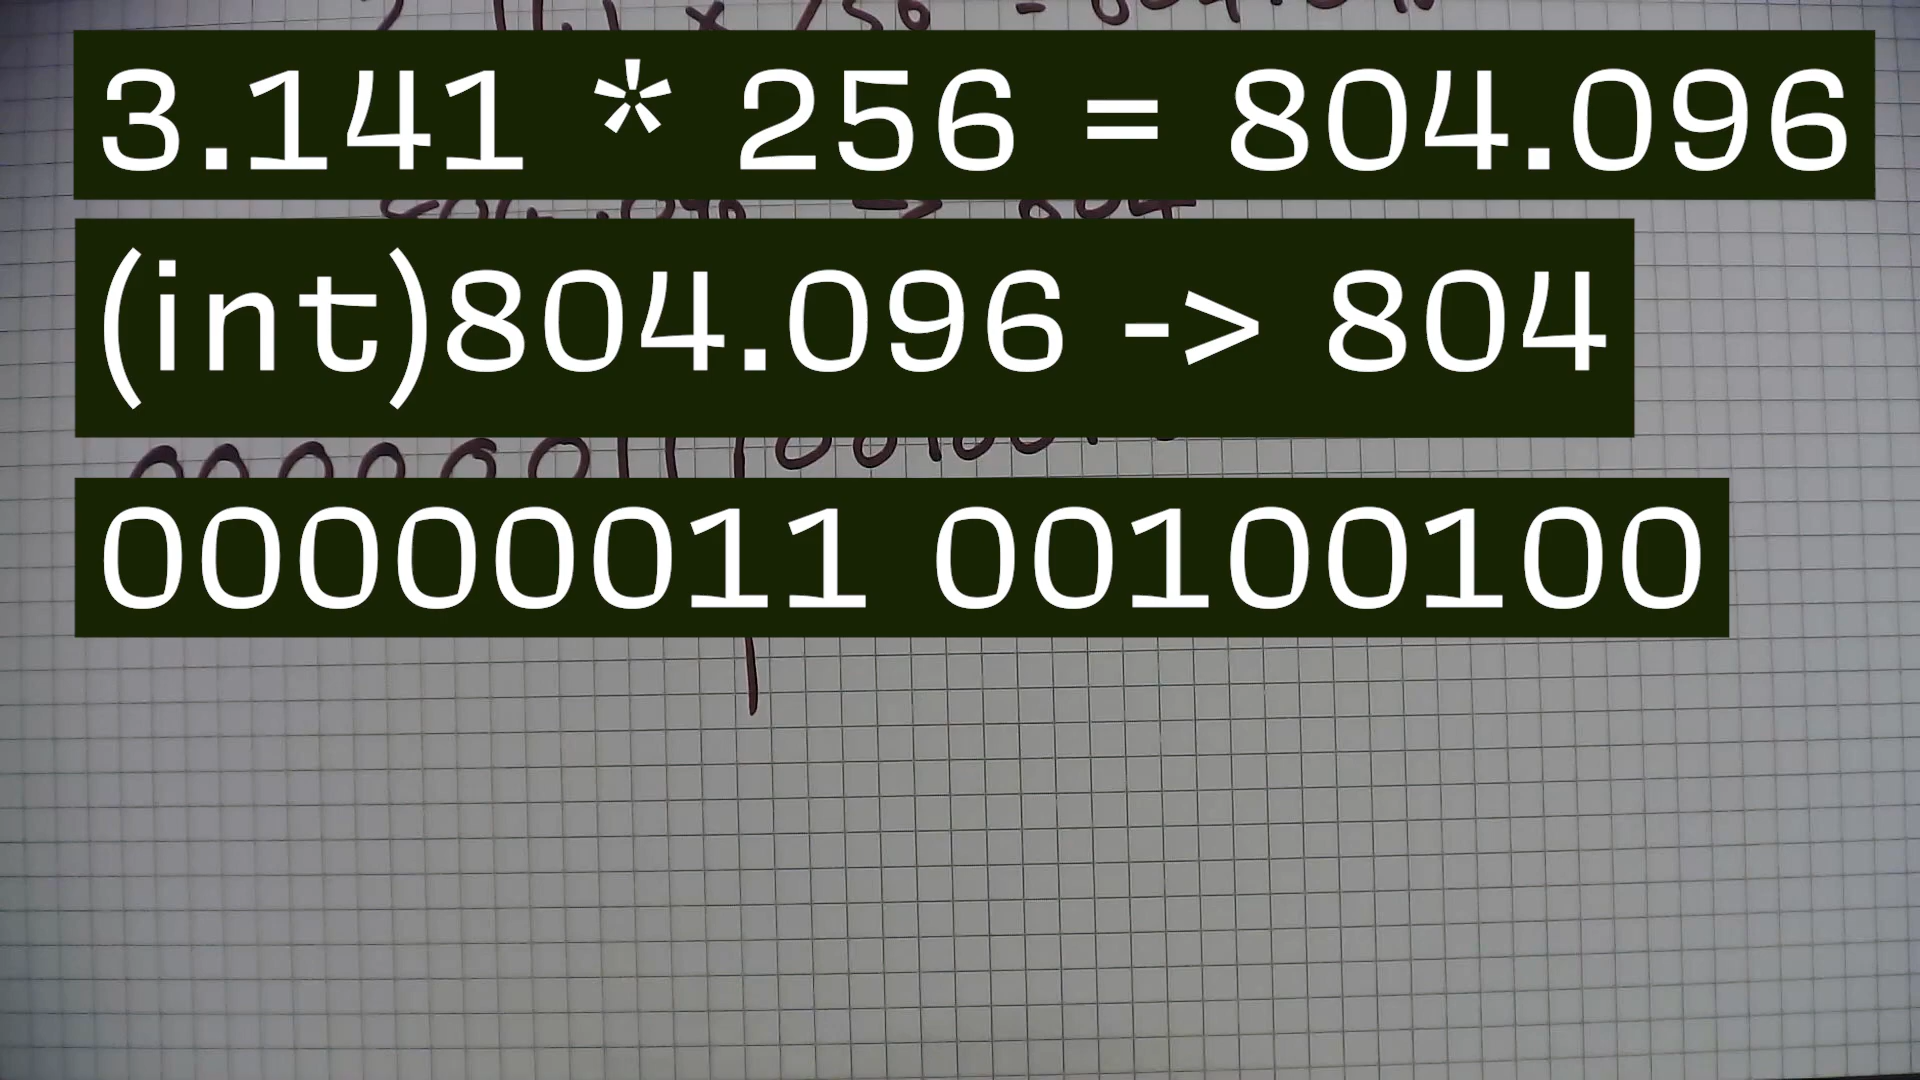 3.141 * 256 = 804.096
(int)804.096 -> 804
00000011 00100100